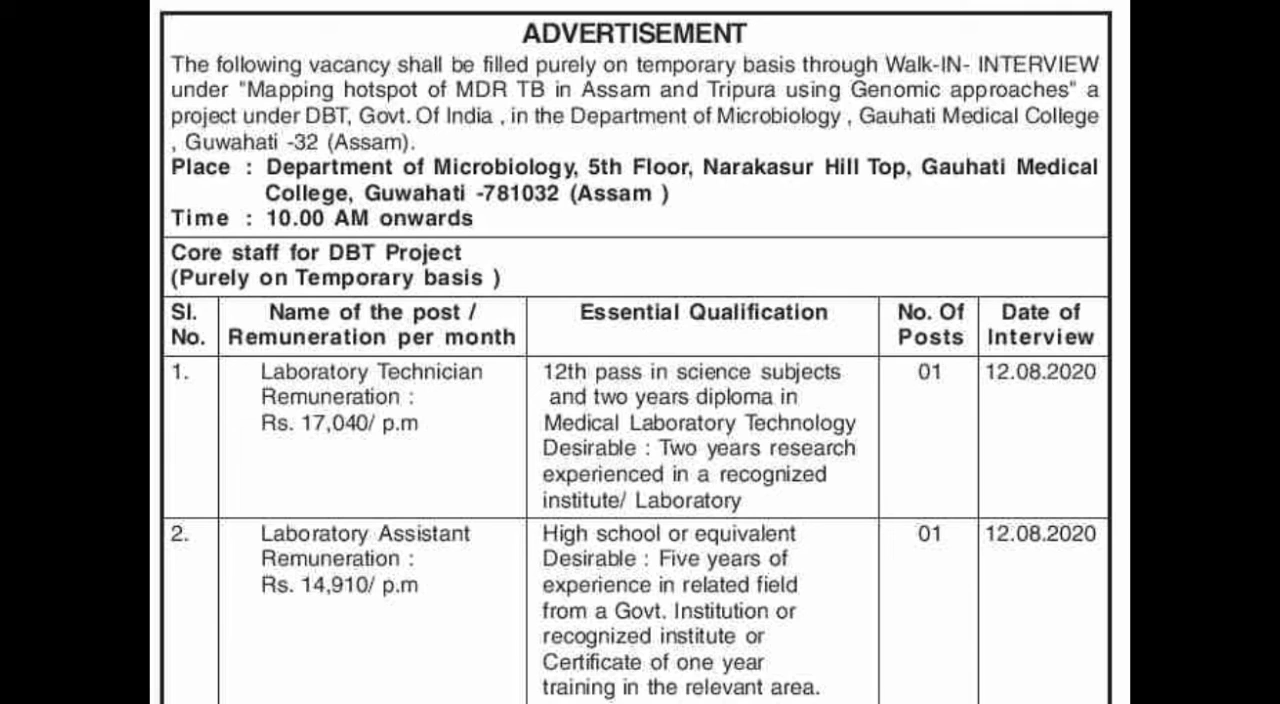 ADVERTISEMENT
The following vacancy shall be filled purely on temporary basis through Walk-IN- INTERVIEW
under "Mapping hotspot of MDR TB in Assam and Tripura using Genomic approaches" a
project under DBT, Govt. Of India , in the Department of Microbiology , Gauhati Medical College
, Guwahati -32 (Assam).
Place : Department of Microbiology, 5th Floor, Narakasur Hill Top, Gauhati Medical
College, Guwahati -781032 (Assam )
Time : 10.00 AM onwards
Core staff for DBT Project
(Purely on Temporary basis )
Sl. Name of the post / Essential Qualification No. Of Date of
No. Remuneration per month Posts Interview
1. Laboratory Technician 12th pass in science subjects 01 12.08.2020
Remuneration : and two years diploma in
Rs. 17,040/ p.m Medical Laboratory Technology
Desirable : Two years research
experienced in a recognized
institute/ Laboratory
2. Laboratory Assistant High school or equivalent 01 12.08.2020
Remuneration : Desirable : Five years of
Rs. 14,910/ p.m experience in related field
from a Govt. Institution or
recognized institute or
Certificate of one year
training in the relevant area.